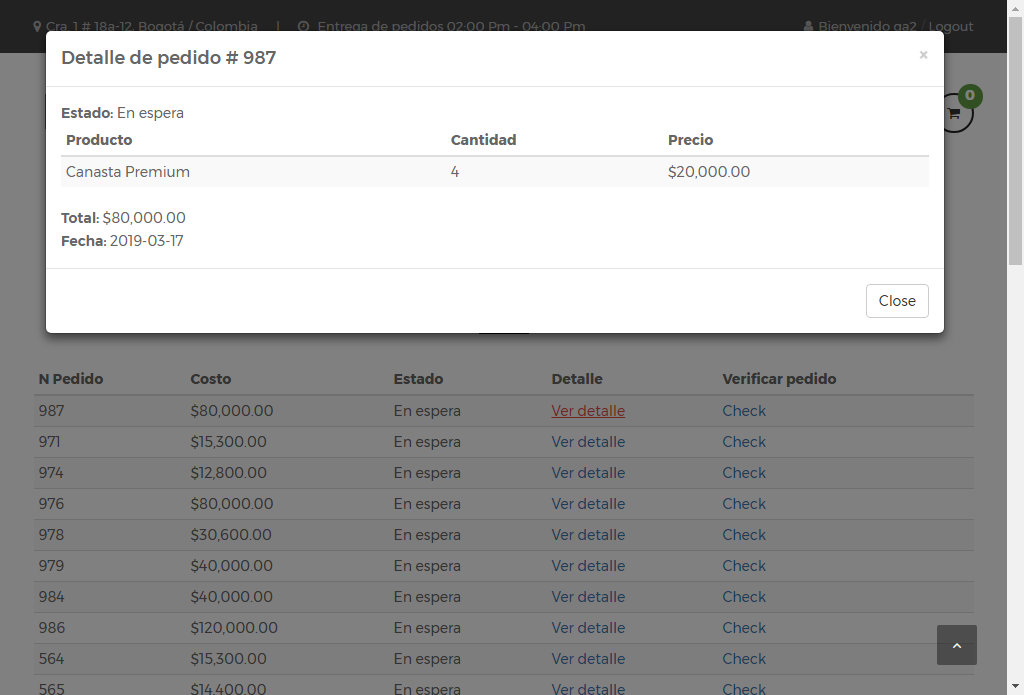 Cra. 1 # 18a-12. Bogotá / Colombia | Entrega de pedidos 02:00 Pm - 04:00 Pm Bienvenido qa2 / Logout
Detalle de pedido # 987 ×
0
Estado: En espera
Producto Cantidad Precio
Canasta Premium 4 $20,000.00
Total: $80,000.00
Fecha: 2019-03-17
Close
N Pedido Costo Estado Detalle Verificar pedido
987 $80,000.00 En espera Ver detalle Check
971 $15,300.00 En espera Ver detalle Check
974 $12,800.00 En espera Ver detalle Check
976 $80,000.00 En espera Ver detalle Check
978 $30,600.00 En espera Ver detalle Check
979 $40,000.00 En espera Ver detalle Check
984 $40,000.00 En espera Ver detalle Check
986 $120,000.00 En espera Ver detalle Check
564 $15,300.00 En espera Ver detalle Check
565 $14,400.00 En espera Ver detalle Check